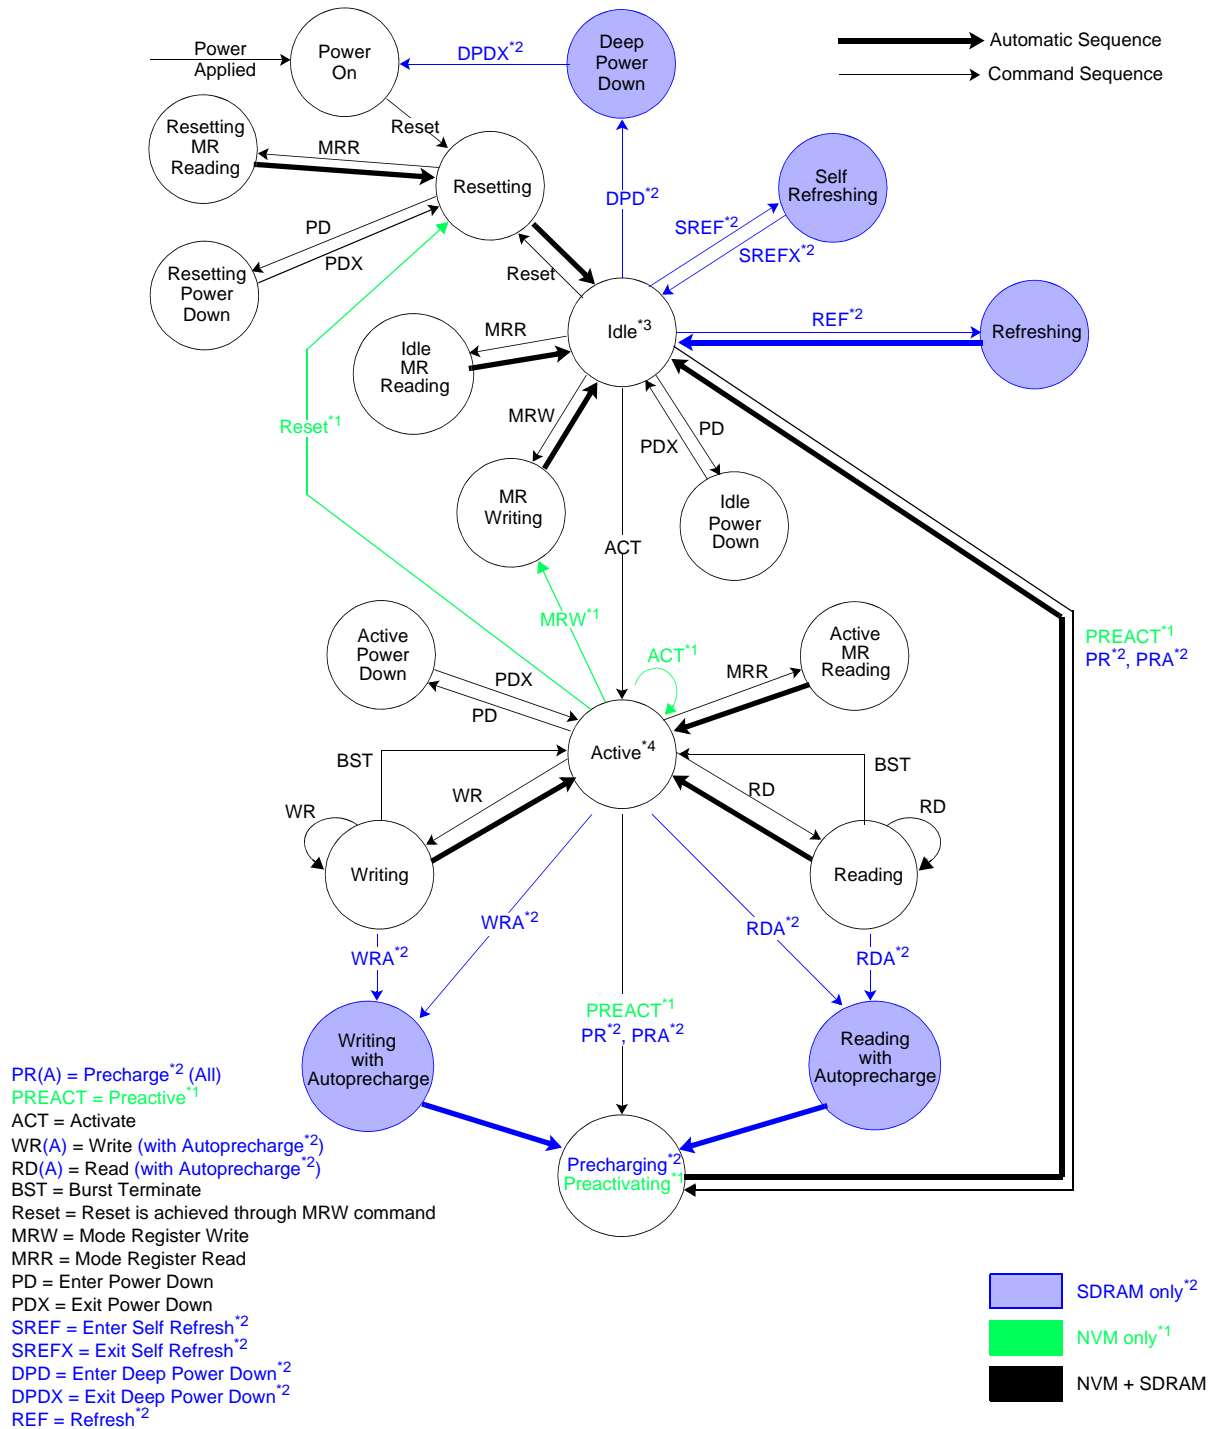 Power
Applied
Power
On
DPDX*2
Deep
Power
Down
Automatic Sequence
Command Sequence
Reset
Resetting
MR
Reading
MRR
Resetting
DPD*2
Self
Refreshing
SREF*2
SREFX*2
PD
PDX
Resetting
Power
Down
Reset
Idle*3
REF*2
Refreshing
MRR
Idle
MR
Reading
Reset*1
MRW
PD
PDX
MR
Writing
Idle
Power
Down
ACT
MRW*1
Active
Power
Down
PDX
PD
ACT*1
MRR
Active
MR
Reading
PREACT*1
PR*2, PRA*2
Active*4
BST
BST
WR
RD
WR
RD
Writing
Reading
WRA*2
RDA*2
WRA*2
RDA*2
PREACT*1
PR*2, PRA*2
Writing
with
Autoprecharge
Reading
with
Autoprecharge
Precharging*2
Preactivating*1
PR(A) = Precharge*2 (All)
PREACT = Preactive*1
ACT = Activate
WR(A) = Write (with Autoprecharge*2)
RD(A) = Read (with Autoprecharge*2)
BST = Burst Terminate
Reset = Reset is achieved through MRW command
MRW = Mode Register Write
MRR = Mode Register Read
PD = Enter Power Down
PDX = Exit Power Down
SREF = Enter Self Refresh*2
SREFX = Exit Self Refresh*2
DPD = Enter Deep Power Down*2
DPDX = Exit Deep Power Down*2
REF = Refresh*2
SDRAM only*2
NVM only*1
NVM + SDRAM